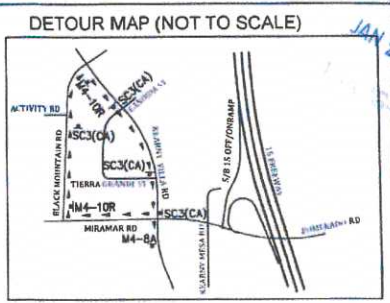 DETOUR MAP (NOT TO SCALE)
JAN
M4-10R
SC3(CA)
ACTIVITY RD
SC3(CA)
BLACK MOUNTAIN RD
KEARNY VILLA RD
SC3(CA)
TIERRA GRANDE ST
M4-10R
SC3(CA)
MIRAMAR RD
M4-8A
KEARNY MESA RD
S/B 15 OFF/ONRAMP
15 FREEWAY
POMERADO RD